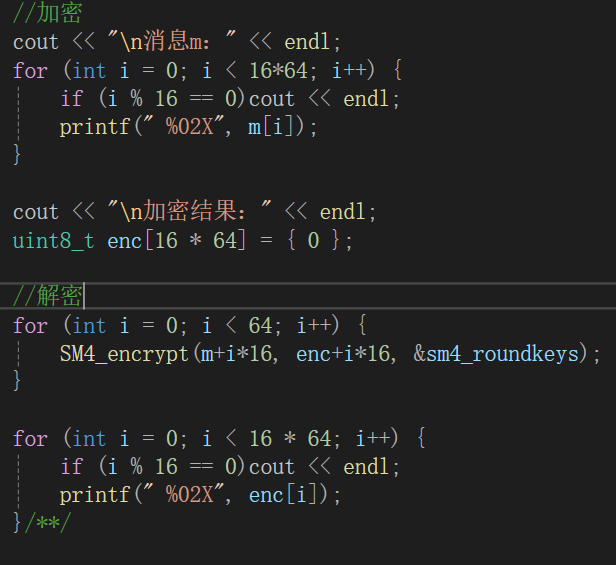 //加密
cout << "\n消息m：" << endl;
for (int i = 0; i < 16*64; i++) {
    if (i % 16 == 0)cout << endl;
    printf(" %02X", m[i]);
}

cout << "\n加密结果：" << endl;
uint8_t enc[16 * 64] = { 0 };

//解密
for (int i = 0; i < 64; i++) {
    SM4_encrypt(m+i*16, enc+i*16, &sm4_roundkeys);
}

for (int i = 0; i < 16 * 64; i++) {
    if (i % 16 == 0)cout << endl;
    printf(" %02X", enc[i]);
}/**/